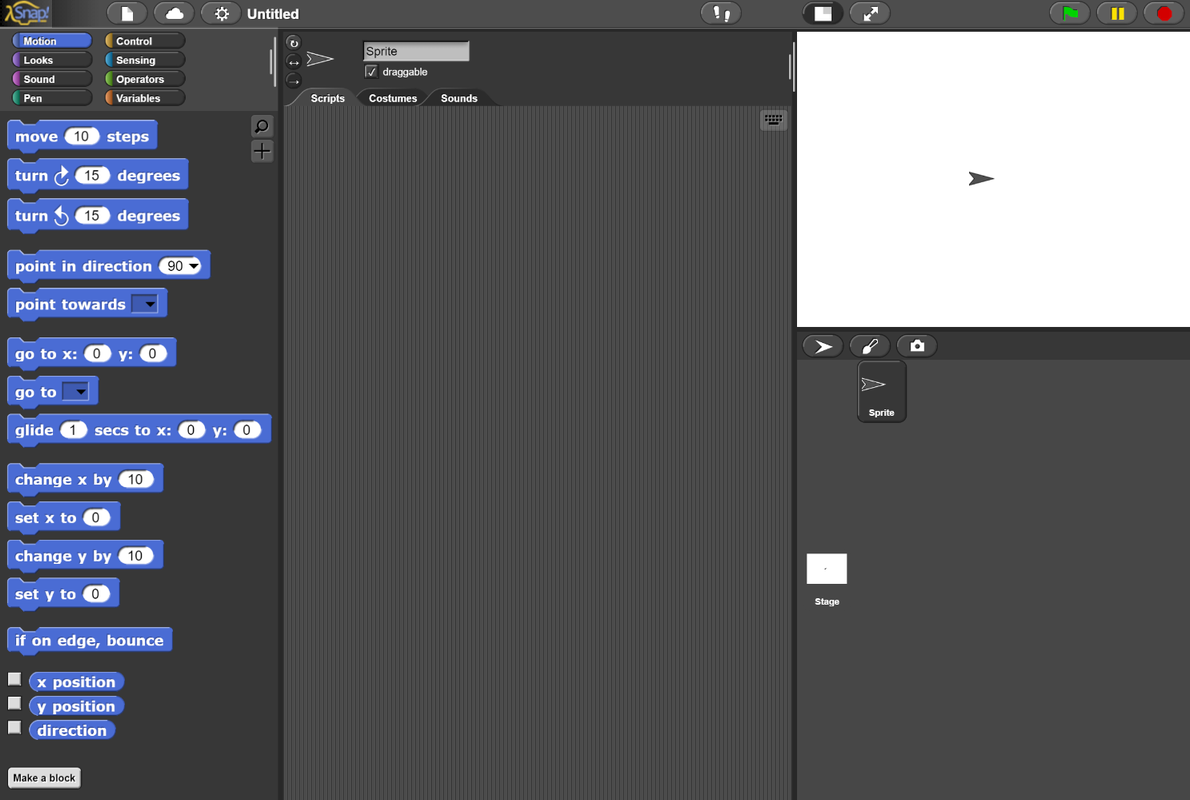 λSnap!
Untitled
Motion
Control
Looks
Sensing
Sound
Operators
Pen
Variables
move 10 steps
turn 15 degrees
turn 15 degrees
point in direction 90
point towards
go to x: 0 y: 0
go to
glide 1 secs to x: 0 y: 0
change x by 10
set x to 0
change y by 10
set y to 0
if on edge, bounce
x position
y position
direction
Make a block
Sprite
draggable
Scripts
Costumes
Sounds
Sprite
Stage